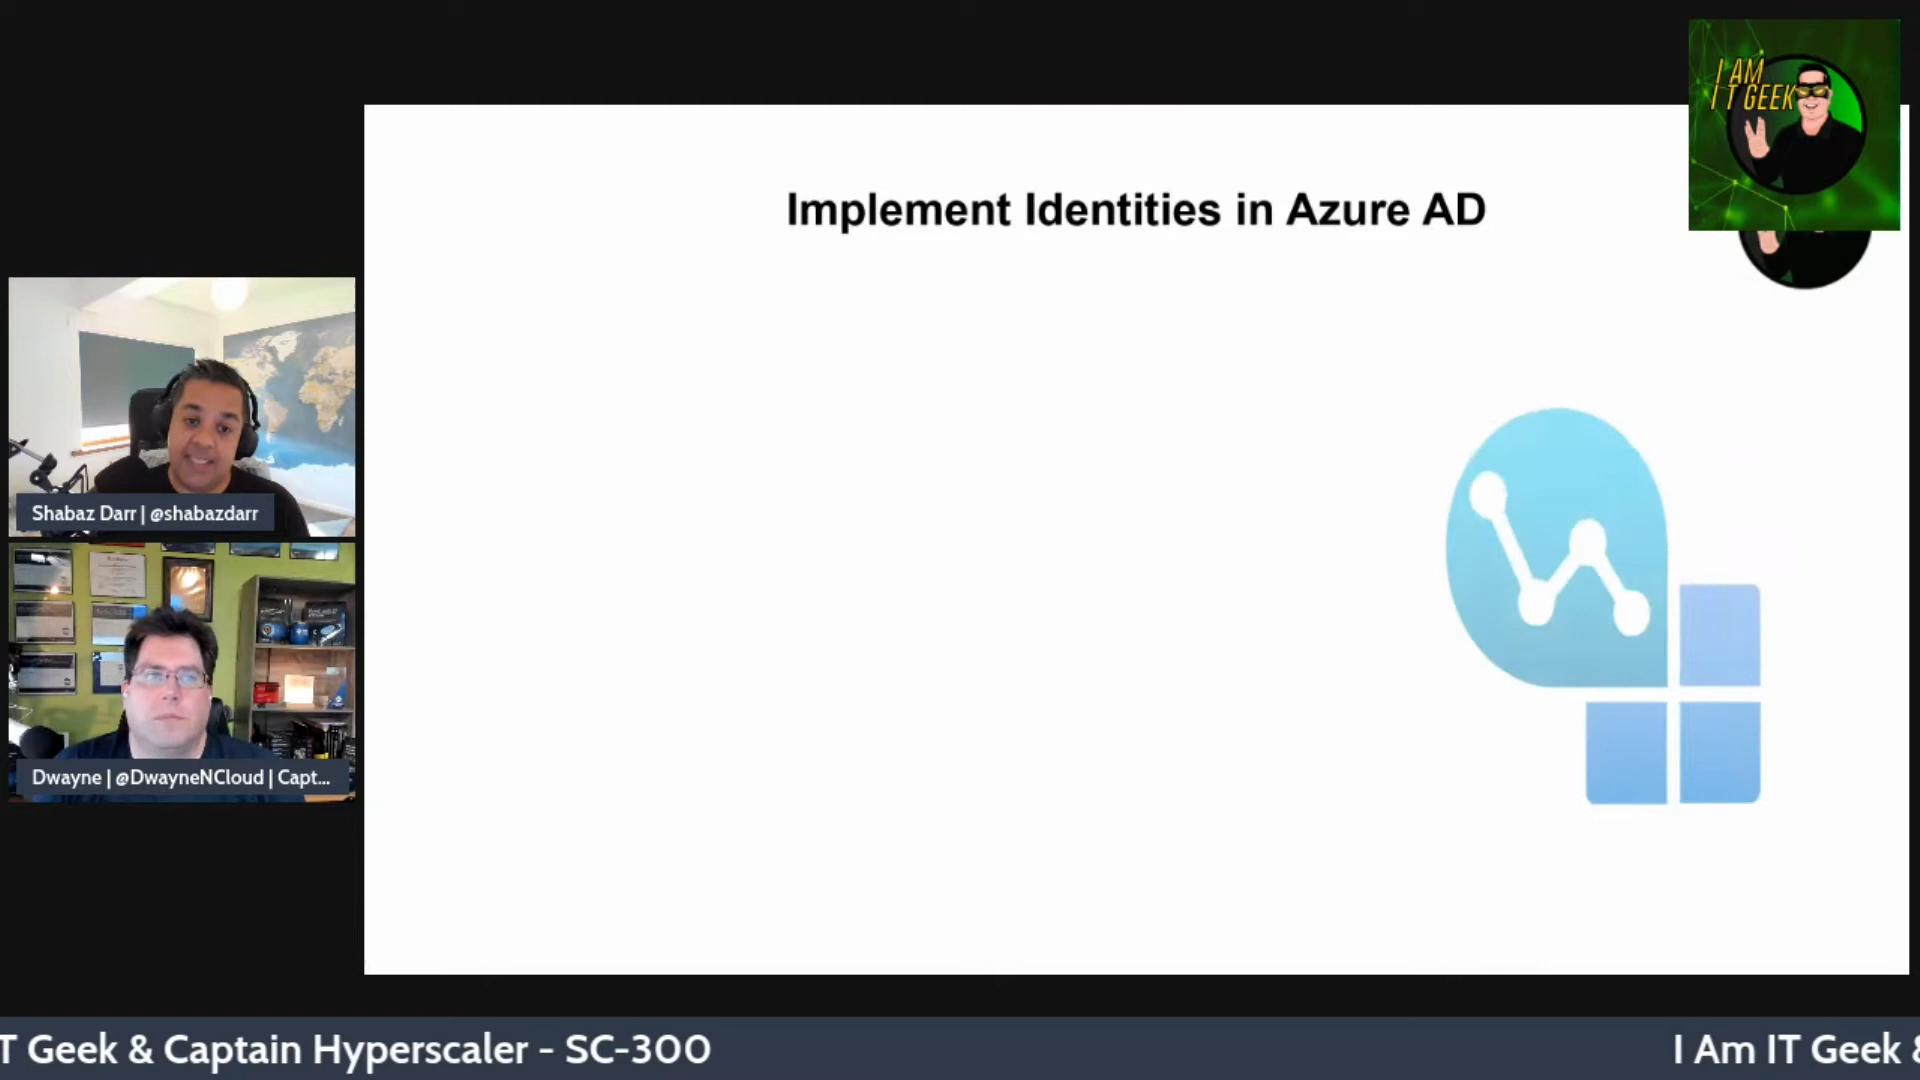 I AM
I T GEEK
Implement Identities in Azure AD
Shabaz Darr | @shabazdarr
Dwayne | @DwayneNCloud | Capt...
T Geek & Captain Hyperscaler - SC-300
I Am IT Geek &